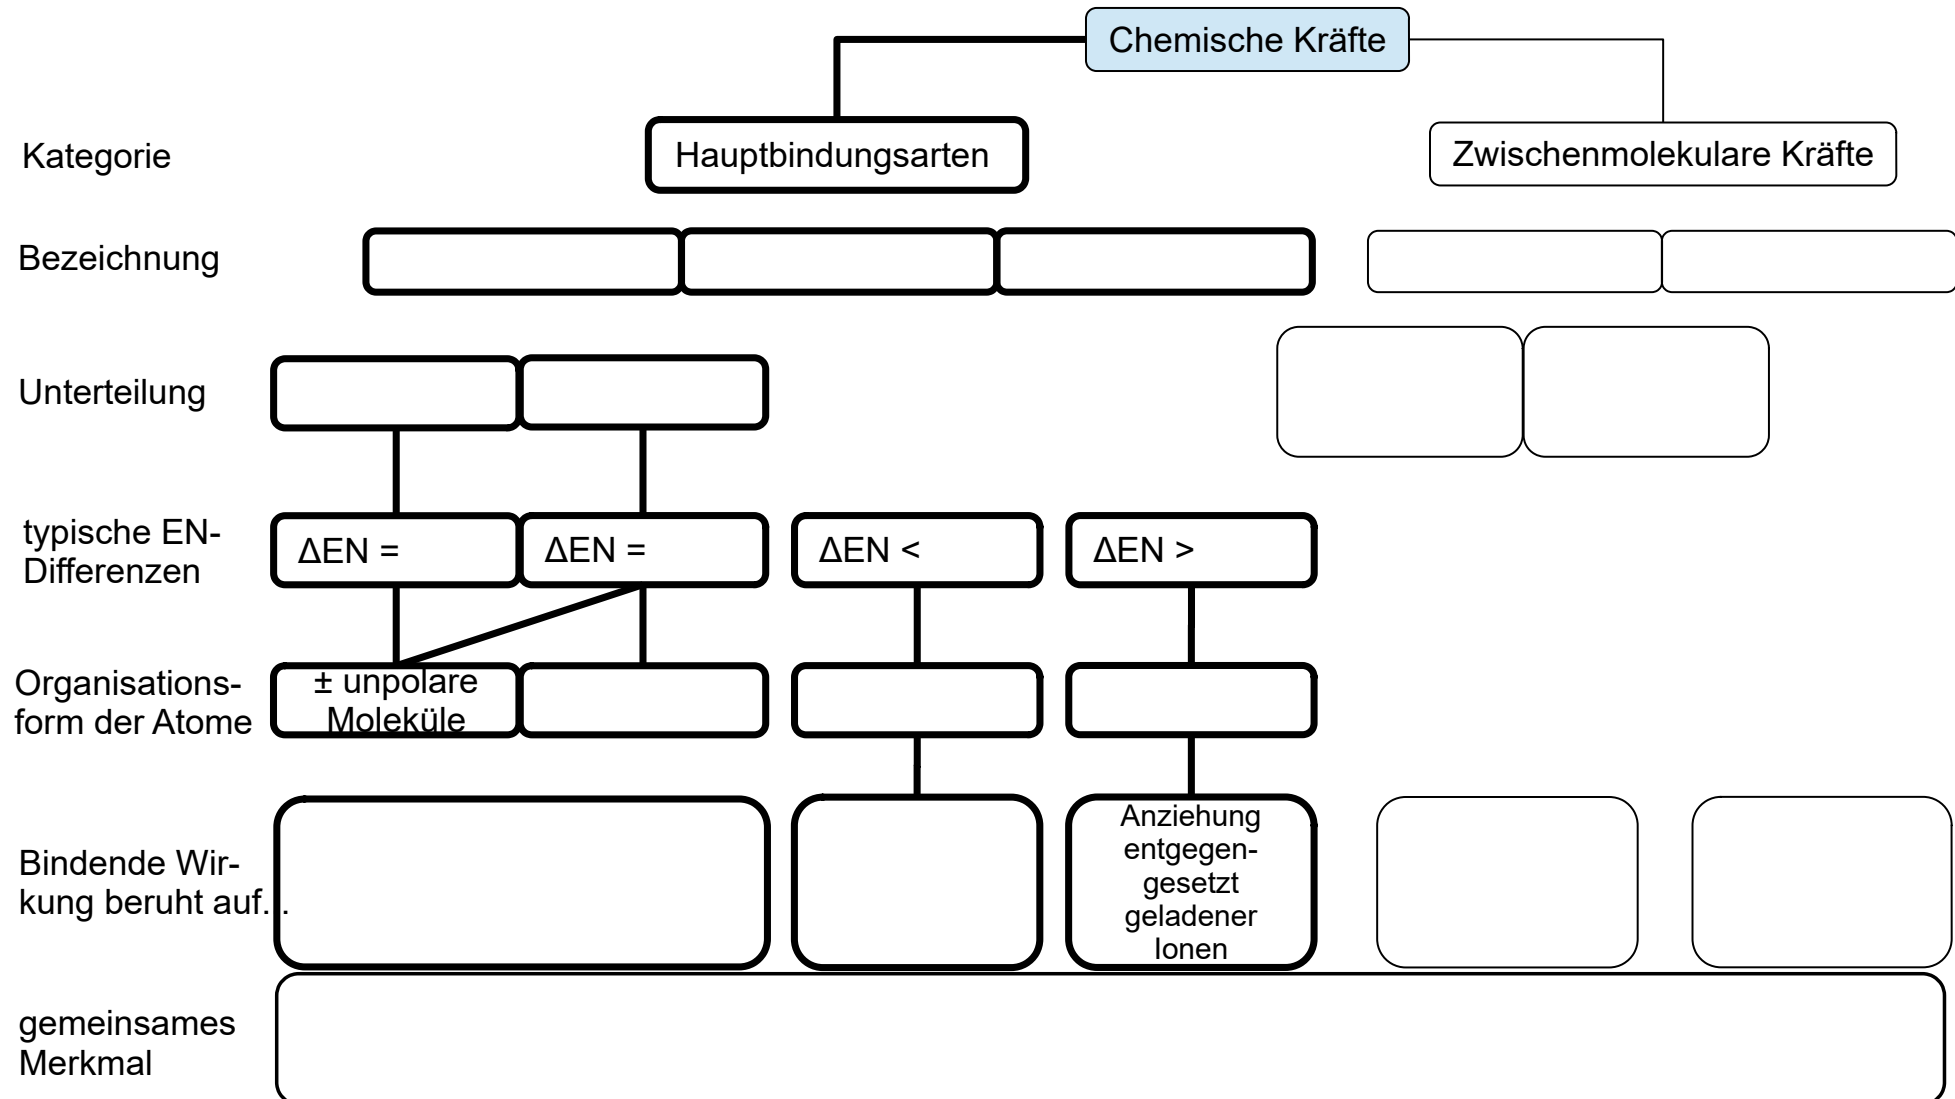 Chemische Kräfte
Kategorie
Hauptbindungsarten
Zwischenmolekulare Kräfte
Bezeichnung
Unterteilung
typische EN-
Differenzen
ΔEN =
ΔEN =
ΔEN <
ΔEN >
Organisations-
form der Atome
± unpolare
Moleküle
Bindende Wir-
kung beruht auf...
Anziehung
entgegen-
gesetzt
geladener
Ionen
gemeinsames
Merkmal